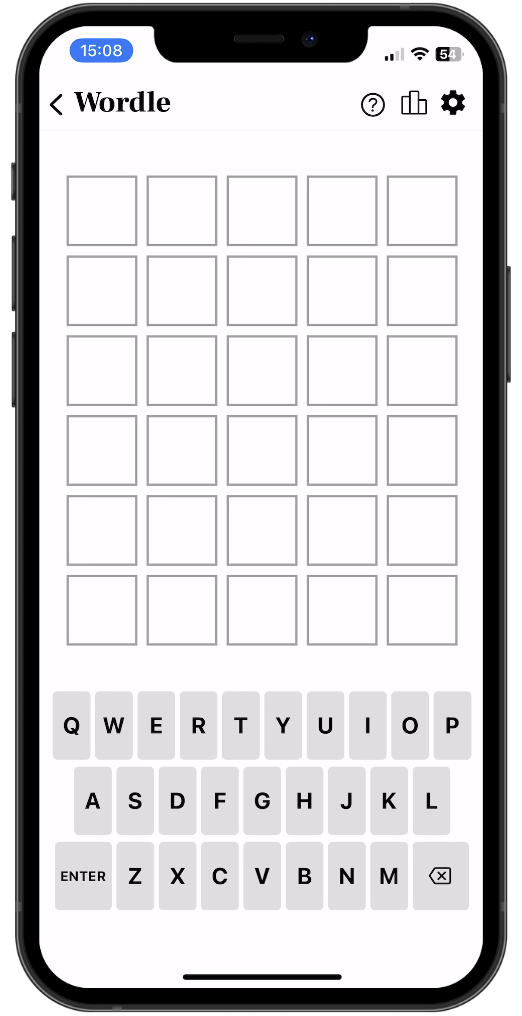 15:08
54
Wordle
Q W E R T Y U I O P
A S D F G H J K L
ENTER Z X C V B N M